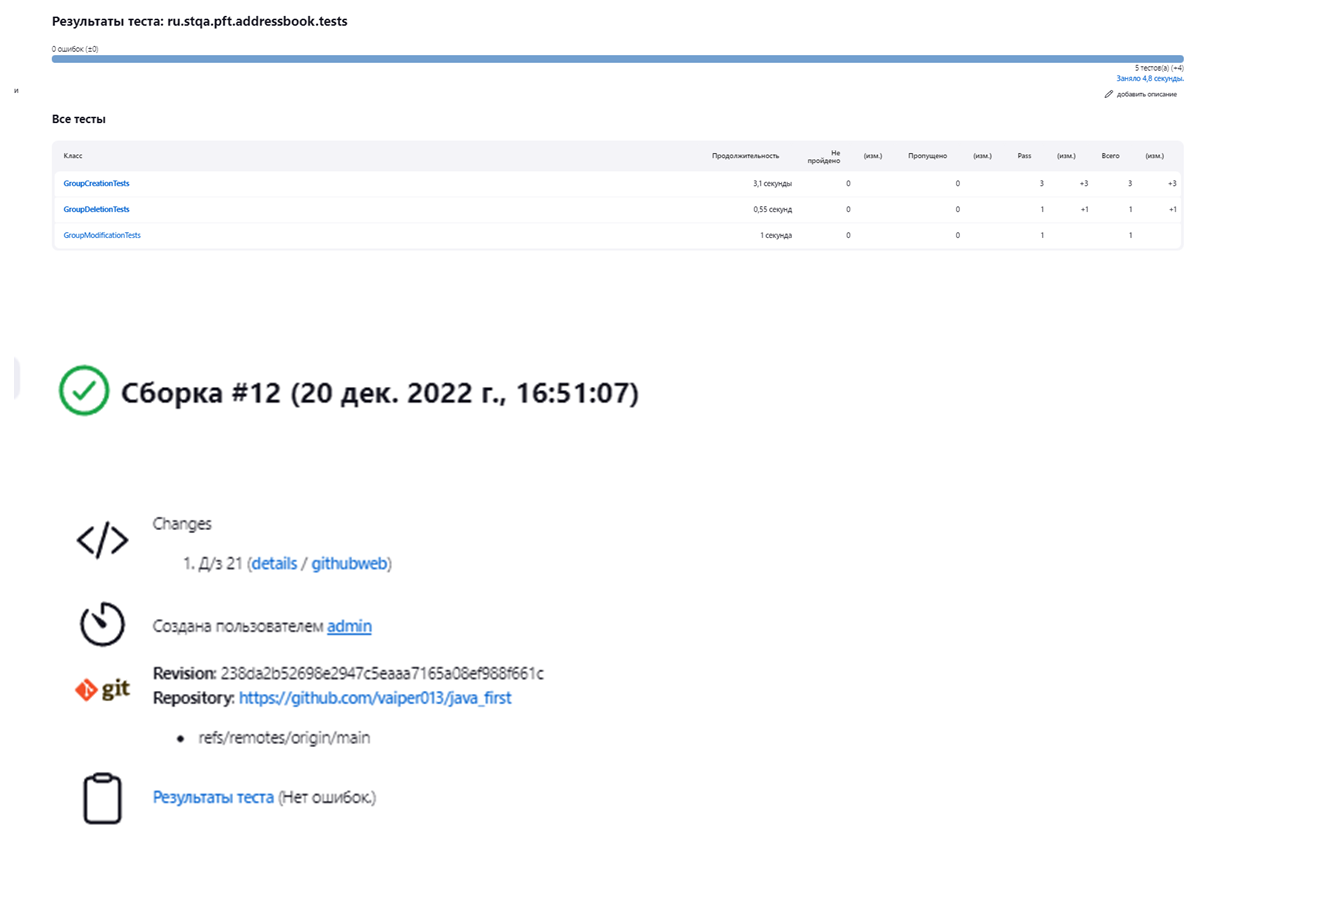 Результаты теста: ru.stqa.pft.addressbook.tests
0 ошибок (±0)
5 тестов(а) (+4)
Заняло 4,8 секунды.
и
добавить описание
Все тесты
Класс Продолжительность Не пройдено (изм.) Пропущено (изм.) Pass (изм.) Всего (изм.)
GroupCreationTests 3,1 секунды 0 0 3 +3 3 +3
GroupDeletionTests 0,55 секунд 0 0 1 +1 1 +1
GroupModificationTests 1 секунда 0 0 1 1
Сборка #12 (20 дек. 2022 г., 16:51:07)
Changes
1. Д/з 21 (details / githubweb)
Создана пользователем admin
git
Revision: 238da2b52698e2947c5eaaa7165a08ef988f661c
Repository: https://github.com/vaiper013/java_first
refs/remotes/origin/main
Результаты теста (Нет ошибок.)